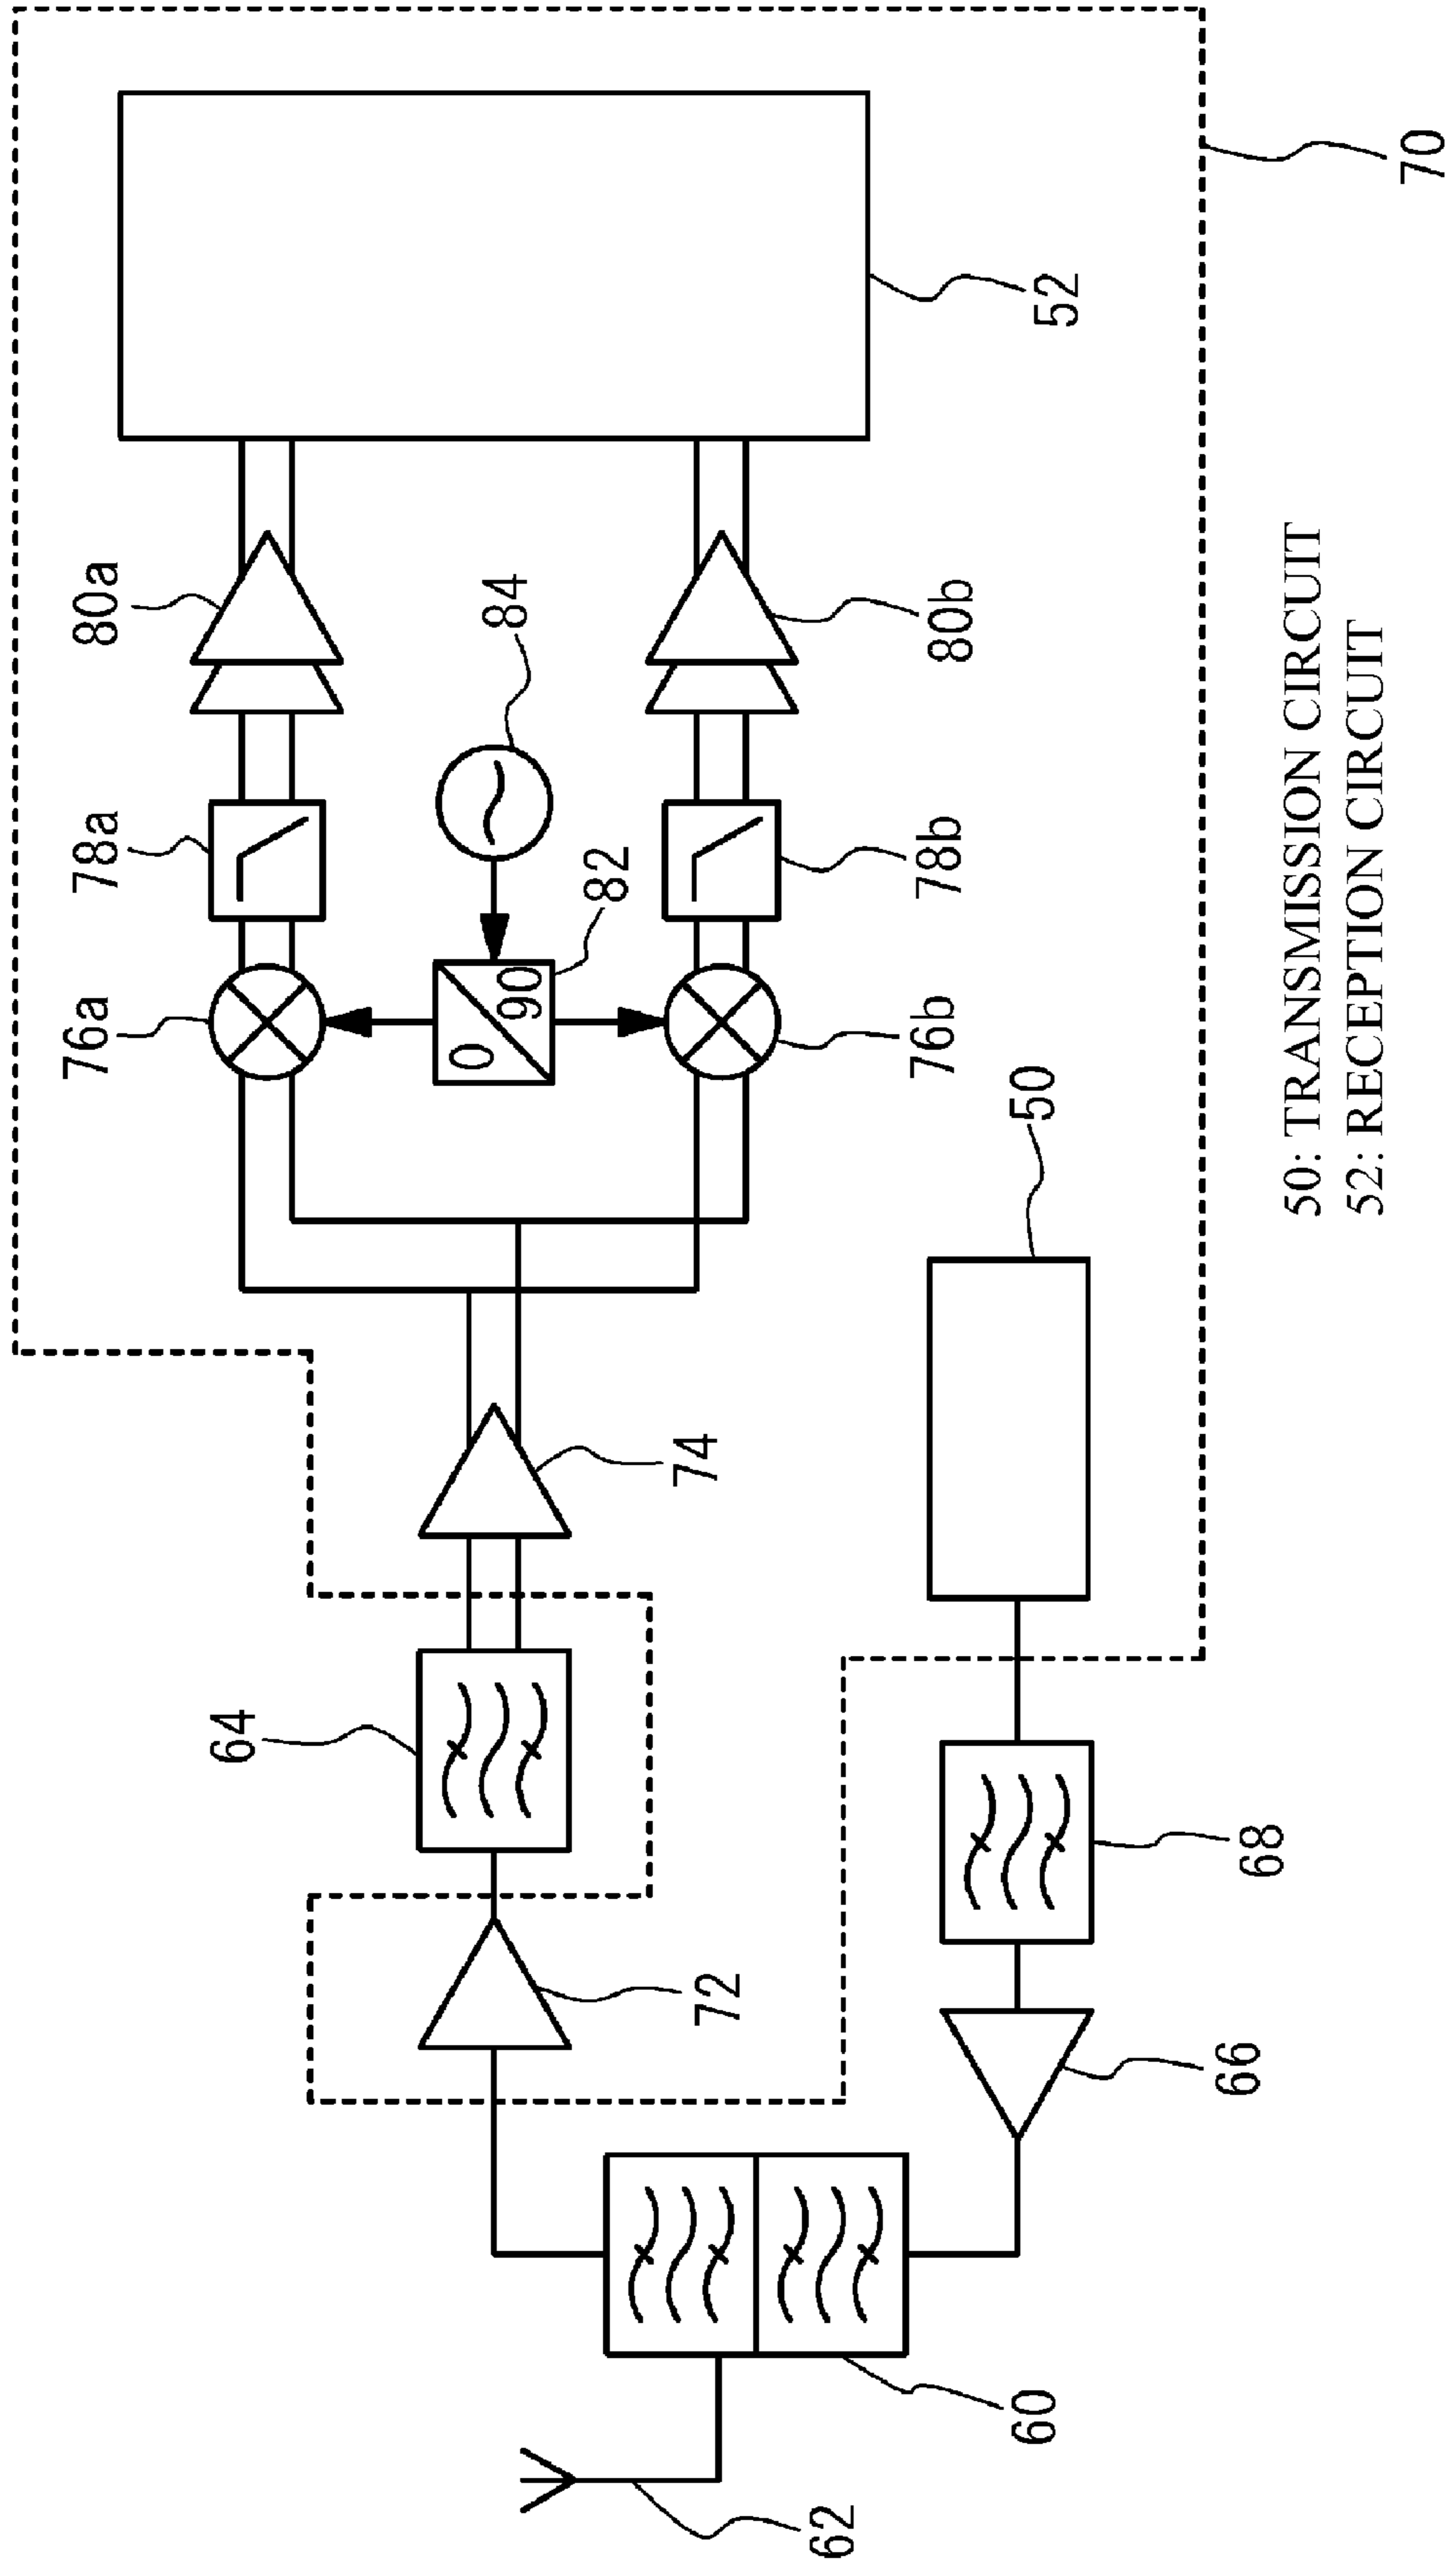 80a
78a
76a
84
82
0
90
52
80b
78b
76b
74
64
72
50
70
62
60
66
68
50: TRANSMISSION CIRCUIT
52: RECEPTION CIRCUIT